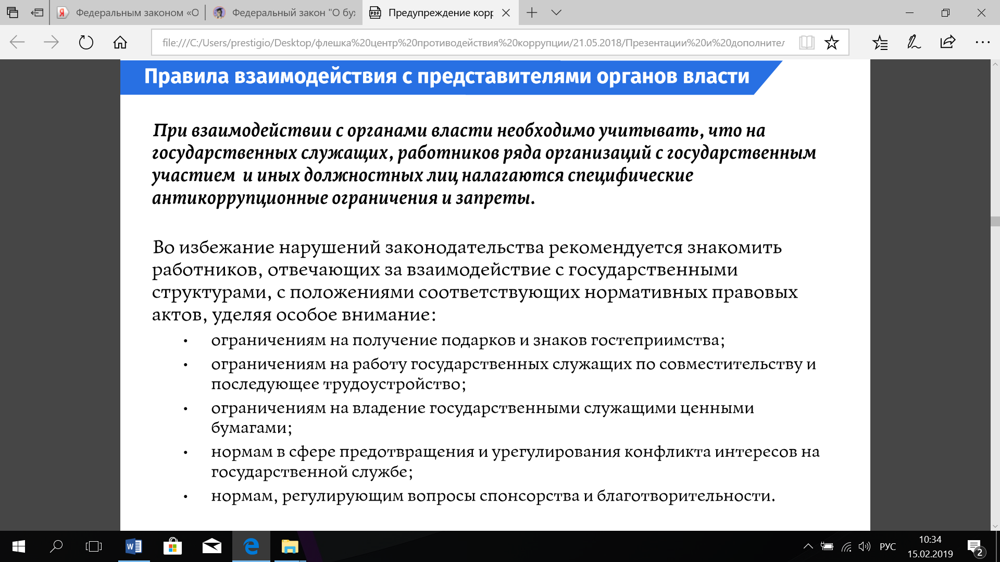 Федеральным законом «О
Федеральный закон "О бу
Предупреждение корр
file:///C:/Users/prestigio/Desktop/флешка%20центр%20противодействия%20коррупции/21.05.2018/Презентации%20и%20дополнител
Правила взаимодействия с представителями органов власти
При взаимодействии с органами власти необходимо учитывать, что на
государственных служащих, работников ряда организаций с государственным
участием и иных должностных лиц налагаются специфические
антикоррупционные ограничения и запреты.
Во избежание нарушений законодательства рекомендуется знакомить
работников, отвечающих за взаимодействие с государственными
структурами, с положениями соответствующих нормативных правовых
актов, уделяя особое внимание:
• ограничениям на получение подарков и знаков гостеприимства;
• ограничениям на работу государственных служащих по совместительству и
последующее трудоустройство;
• ограничениям на владение государственными служащими ценными
бумагами;
• нормам в сфере предотвращения и урегулирования конфликта интересов на
государственной службе;
• нормам, регулирующим вопросы спонсорства и благотворительности.
РУС
10:34
15.02.2019
2